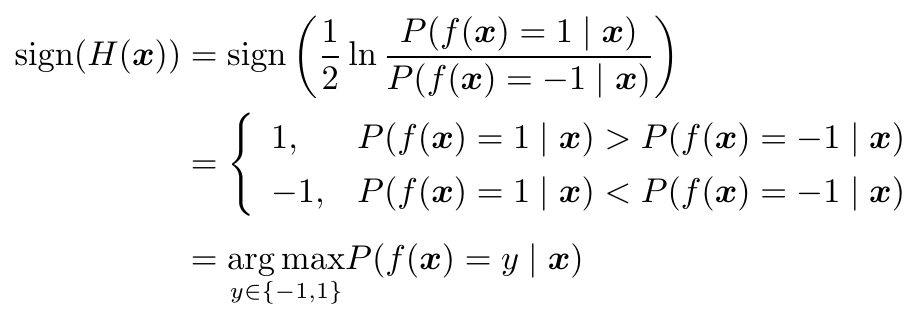 sign(H(𝒙)) = sign ( 1/2 ln P(f(𝒙) = 1 ∣ 𝒙) / P(f(𝒙) = −1 ∣ 𝒙) )
= { 1, P(f(𝒙) = 1 ∣ 𝒙) > P(f(𝒙) = −1 ∣ 𝒙)
−1, P(f(𝒙) = 1 ∣ 𝒙) < P(f(𝒙) = −1 ∣ 𝒙)
= arg max P(f(𝒙) = y ∣ 𝒙)
y∈{−1,1}